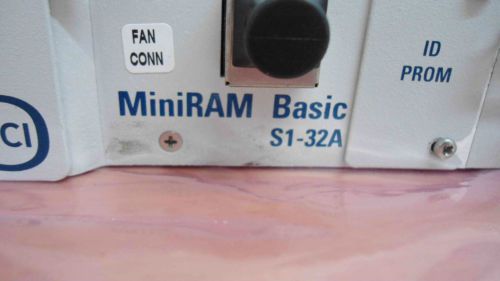 FAN
CONN
MiniRAM Basic
S1-32A
ID
PROM
CI